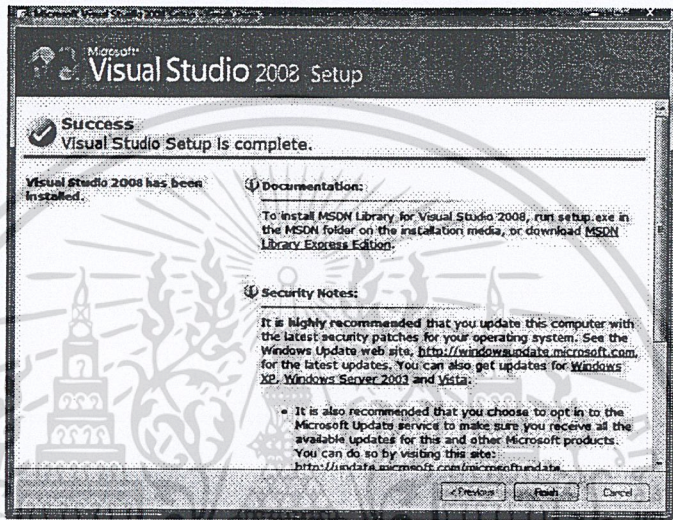 Microsoft
Visual Studio 2008 Setup
Success
Visual Studio Setup is complete.
Visual Studio 2008 has been
installed.
Documentation:
To install MSDN Library for Visual Studio 2008, run setup.exe in
the MSDN folder on the installation media, or download MSDN
Library Express Edition.
Security Notes:
It is highly recommended that you update this computer with
the latest security patches for your operating system. See the
Windows Update web site, http://windowsupdate.microsoft.com,
for the latest updates. You can also get updates for Windows
XP, Windows Server 2003 and Vista:
• It is also recommended that you choose to opt in to the
Microsoft Update service to make sure you receive all the
available updates for this and other Microsoft products.
You can do so by visiting this site:
http://update.microsoft.com/microsoftupdate
< Previous
Finish
Cancel